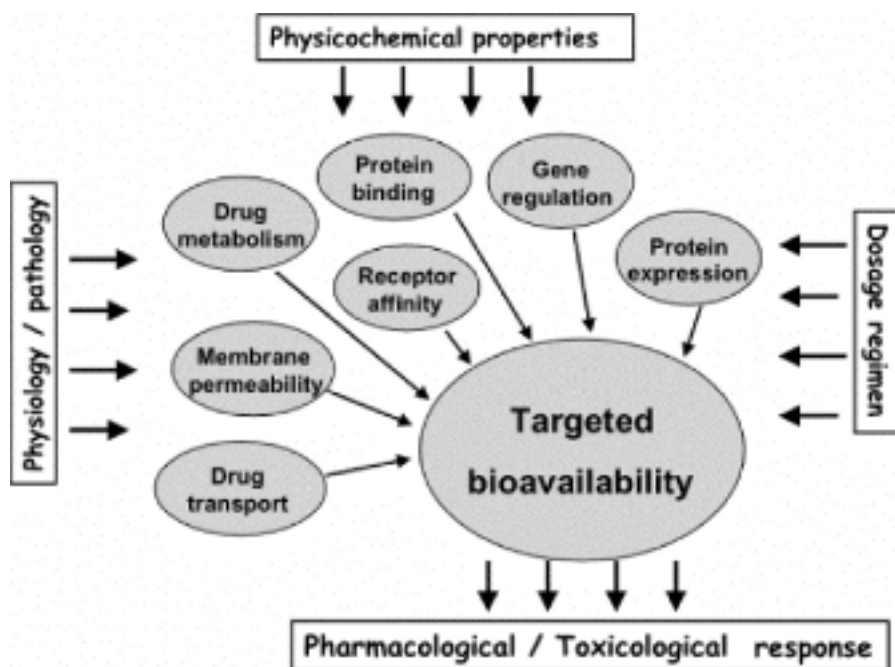 Physicochemical properties
Protein
binding
Gene
regulation
Drug
metabolism
Protein
expression
Receptor
affinity
Physiology / pathology
Dosage regimen
Membrane
permeability
Targeted
bioavailability
Drug
transport
Pharmacological / Toxicological response